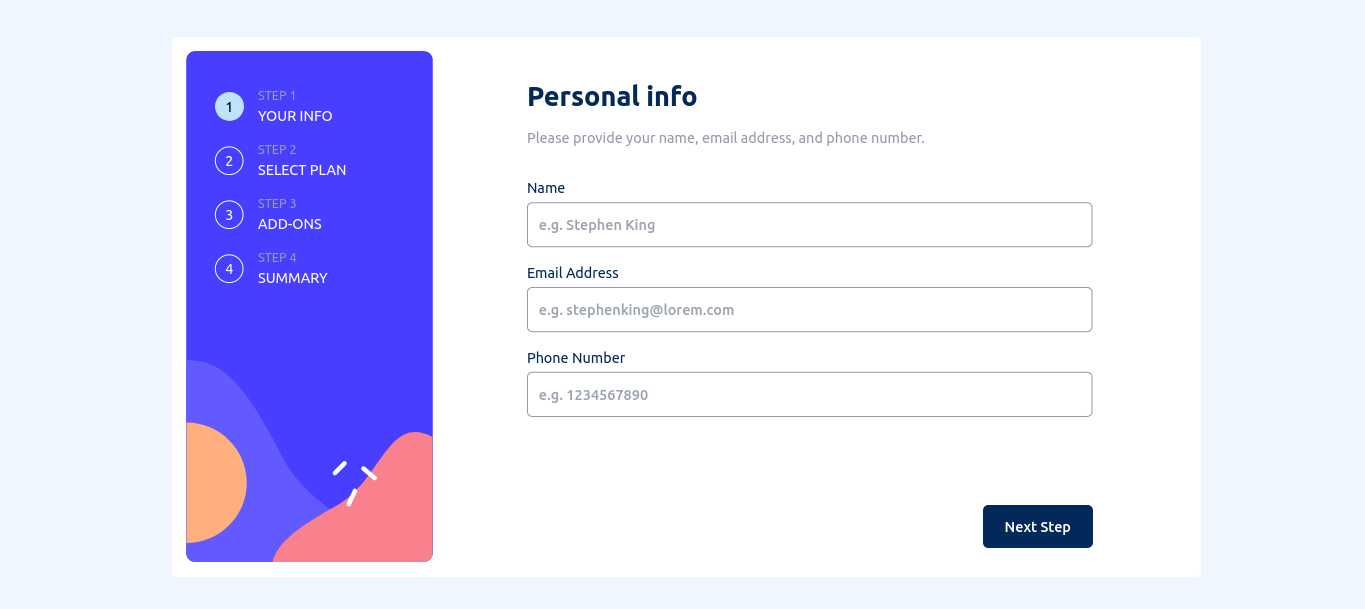 1
STEP 1
YOUR INFO
2
STEP 2
SELECT PLAN
3
STEP 3
ADD-ONS
4
STEP 4
SUMMARY
Personal info
Please provide your name, email address, and phone number.
Name
e.g. Stephen King
Email Address
e.g. stephenking@lorem.com
Phone Number
e.g. 1234567890
Next Step